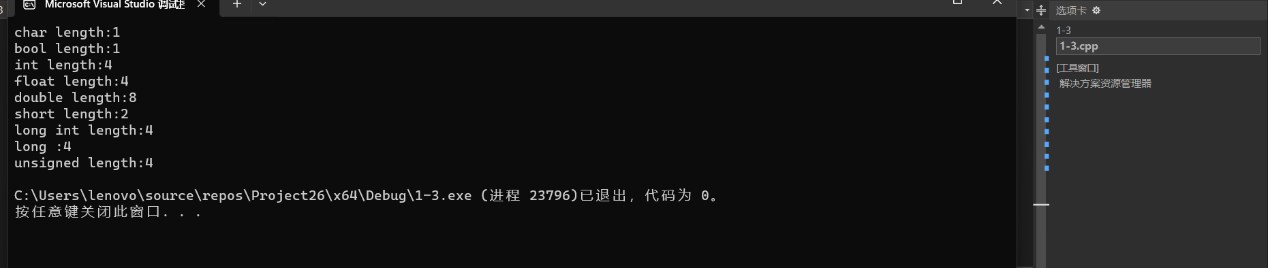 Microsoft Visual Studio 调试控
char length:1
bool length:1
int length:4
float length:4
double length:8
short length:2
long int length:4
long :4
unsigned length:4
C:\Users\lenovo\source\repos\Project26\x64\Debug\1-3.exe (进程 23796)已退出，代码为 0。
按任意键关闭此窗口. . .
选项卡
1-3
1-3.cpp
[工具窗口]
解决方案资源管理器